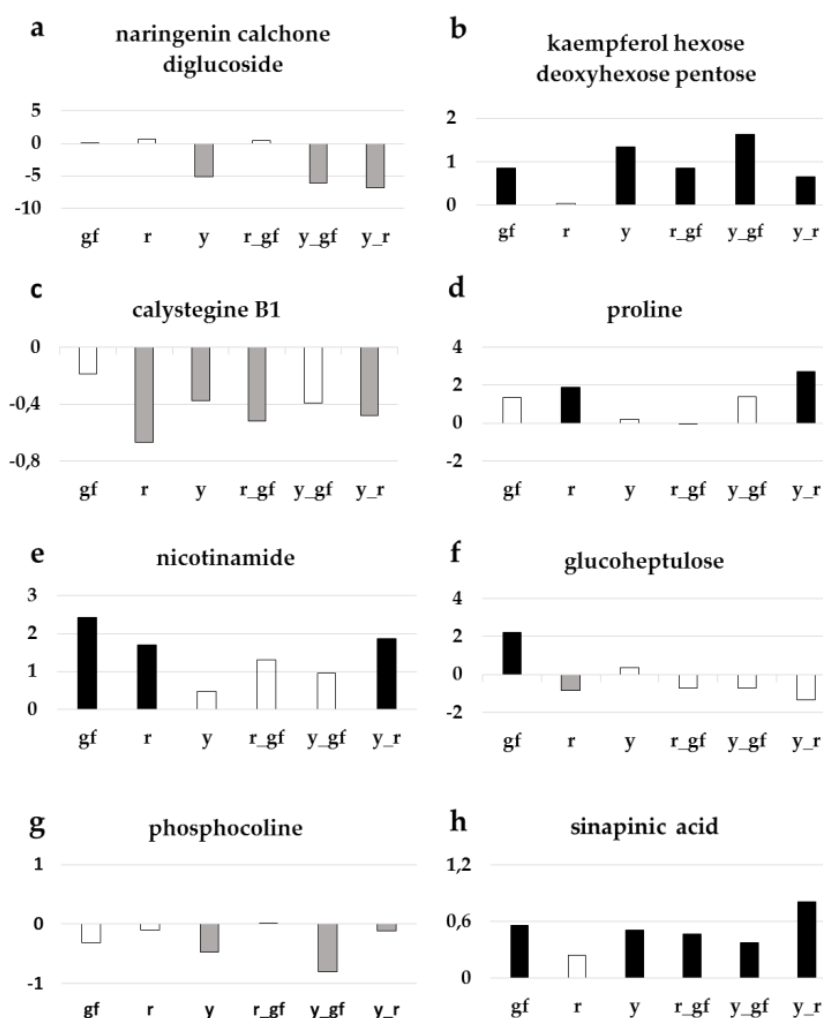 a
naringenin calchone
diglucoside
5
0
-5
-10
gf r y r_gf y_gf y_r
b
kaempferol hexose
deoxyhexose pentose
2
1
0
gf r y r_gf y_gf y_r
c
calystegine B1
0
-0,4
-0,8
gf r y r_gf y_gf y_r
d
proline
4
2
0
-2
gf r y r_gf y_gf y_r
e
nicotinamide
3
2
1
0
gf r y r_gf y_gf y_r
f
glucoheptulose
4
2
0
-2
gf r y r_gf y_gf y_r
g
phosphocoline
1
0
-1
gf r y r_gf y_gf y_r
h
sinapinic acid
1,2
0,6
0
gf r y r_gf y_gf y_r